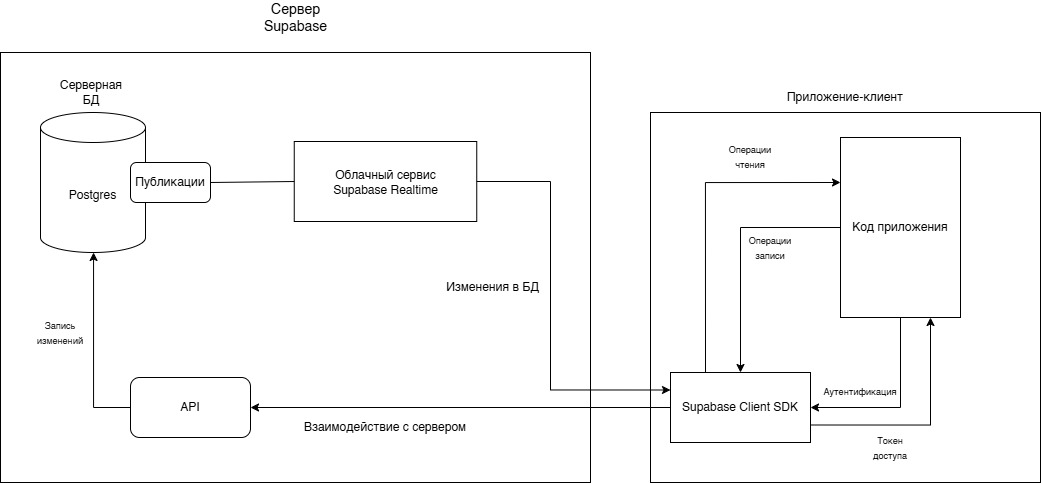 Сервер
Supabase
Серверная
БД
Приложение-клиент
Операции
чтения
Публикации
Облачный сервис
Supabase Realtime
Postgres
Код приложения
Операции
записи
Изменения в БД
Запись
изменений
Аутентификация
API
Supabase Client SDK
Взаимодействие с сервером
Токен
доступа